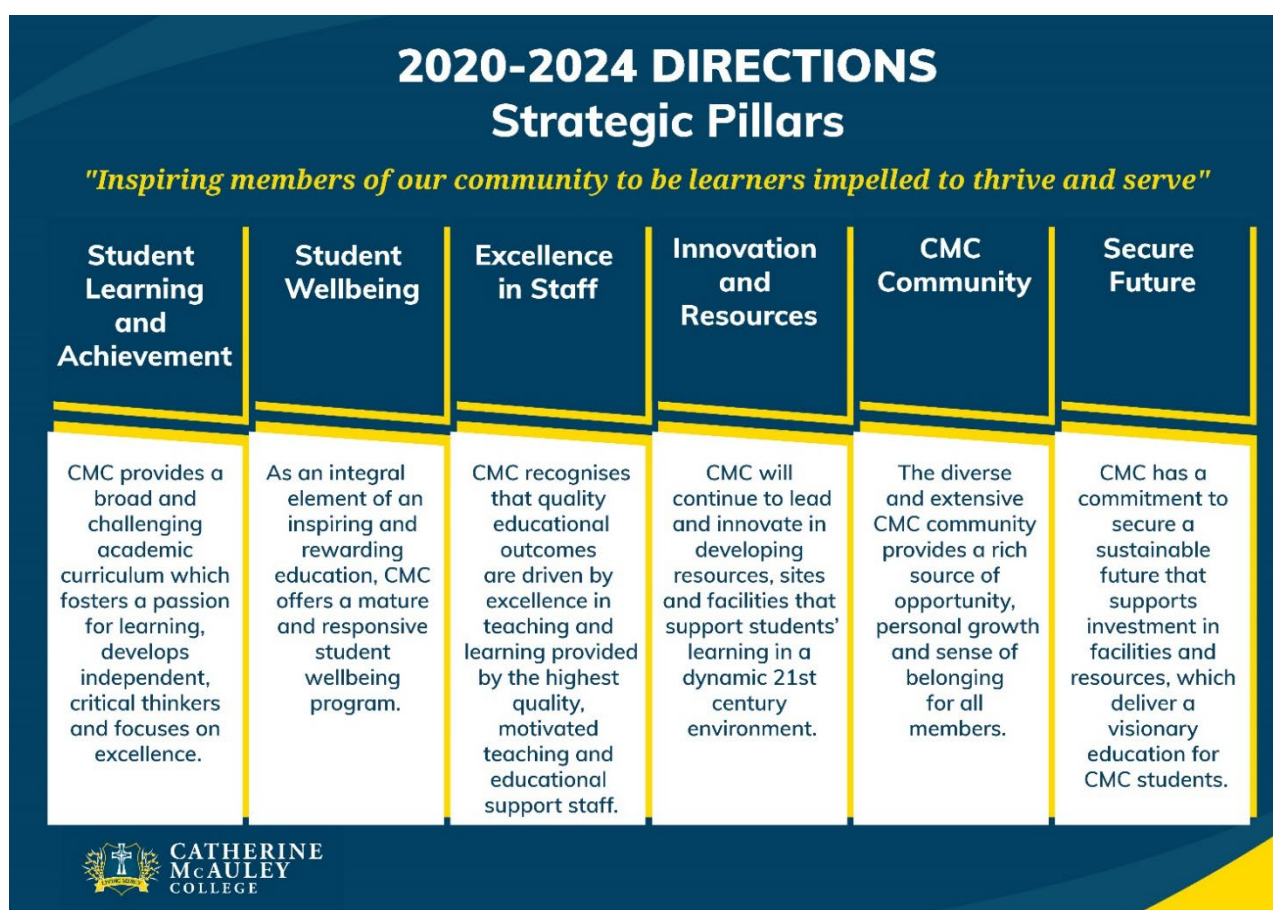 2020-2024 DIRECTIONS
Strategic Pillars
"Inspiring members of our community to be learners impelled to thrive and serve"
Student
Learning
and
Achievement
CMC provides a
broad and
challenging
academic
curriculum which
fosters a passion
for learning,
develops
independent,
critical thinkers
and focuses on
excellence.
Student
Wellbeing
As an integral
element of an
inspiring and
rewarding
education, CMC
offers a mature
and responsive
student
wellbeing
program.
Excellence
in Staff
CMC recognises
that quality
educational
outcomes
are driven by
excellence in
teaching and
learning provided
by the highest
quality,
motivated
teaching and
educational
support staff.
Innovation
and
Resources
CMC will
continue to lead
and innovate in
developing
resources, sites
and facilities that
support students’
learning in a
dynamic 21st
century
environment.
CMC
Community
The diverse
and extensive
CMC community
provides a rich
source of
opportunity,
personal growth
and sense of
belonging
for all
members.
Secure
Future
CMC has a
commitment to
secure a
sustainable
future that
supports
investment in
facilities and
resources, which
deliver a
visionary
education for
CMC students.
LIVING MERCY
CATHERINE
McAULEY
COLLEGE